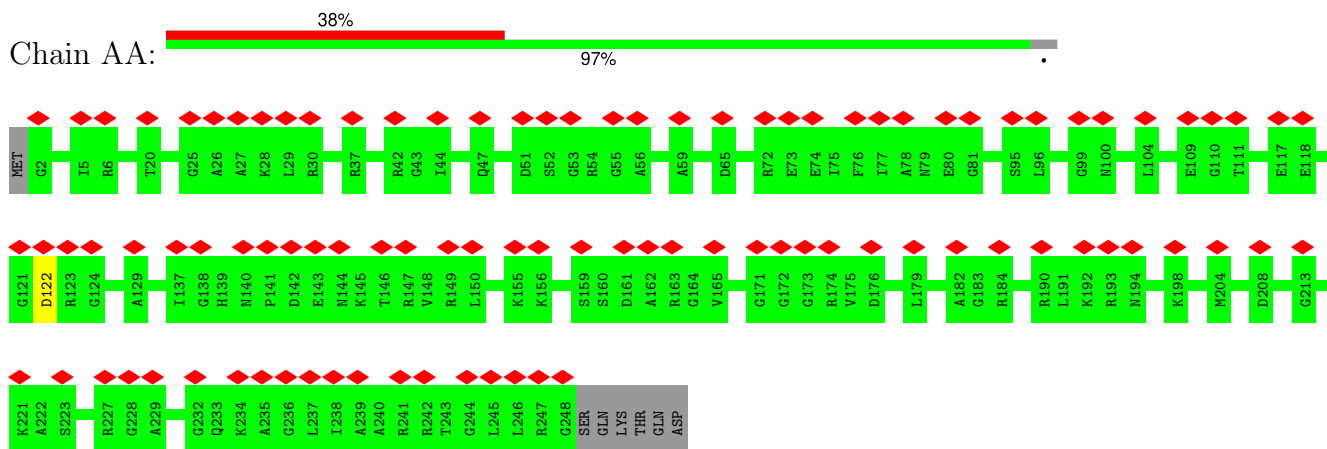 38%
Chain AA:
97% •
MET G2 I5 R6 T20 G25 A26 A27 K28 L29 R30 R37 R42 G43 I44 Q47 D51 S52 G53 R54 G55 A56 A59 D65 R72 E73 E74 I75 F76 I77 A78 N79 E80 G81 S95 L96 G99 N100 L104 E109 G110 T111 E117 E118
G121 D122 R123 G124 A129 I137 G138 H139 N140 P141 D142 E143 N144 K145 T146 R147 V148 R149 L150 K155 K156 S159 S160 D161 A162 R163 G164 V165 G171 G172 G173 R174 V175 D176 L179 A182 G183 R184 R190 L191 K192 R193 N194 K198 M204 D208 G213
K221 A222 S223 R227 G228 A229 G232 Q233 K234 A235 G236 L237 I238 A239 A240 R241 R242 T243 G244 L245 L246 R247 G248 SER GLN LYS THR GLN ASP